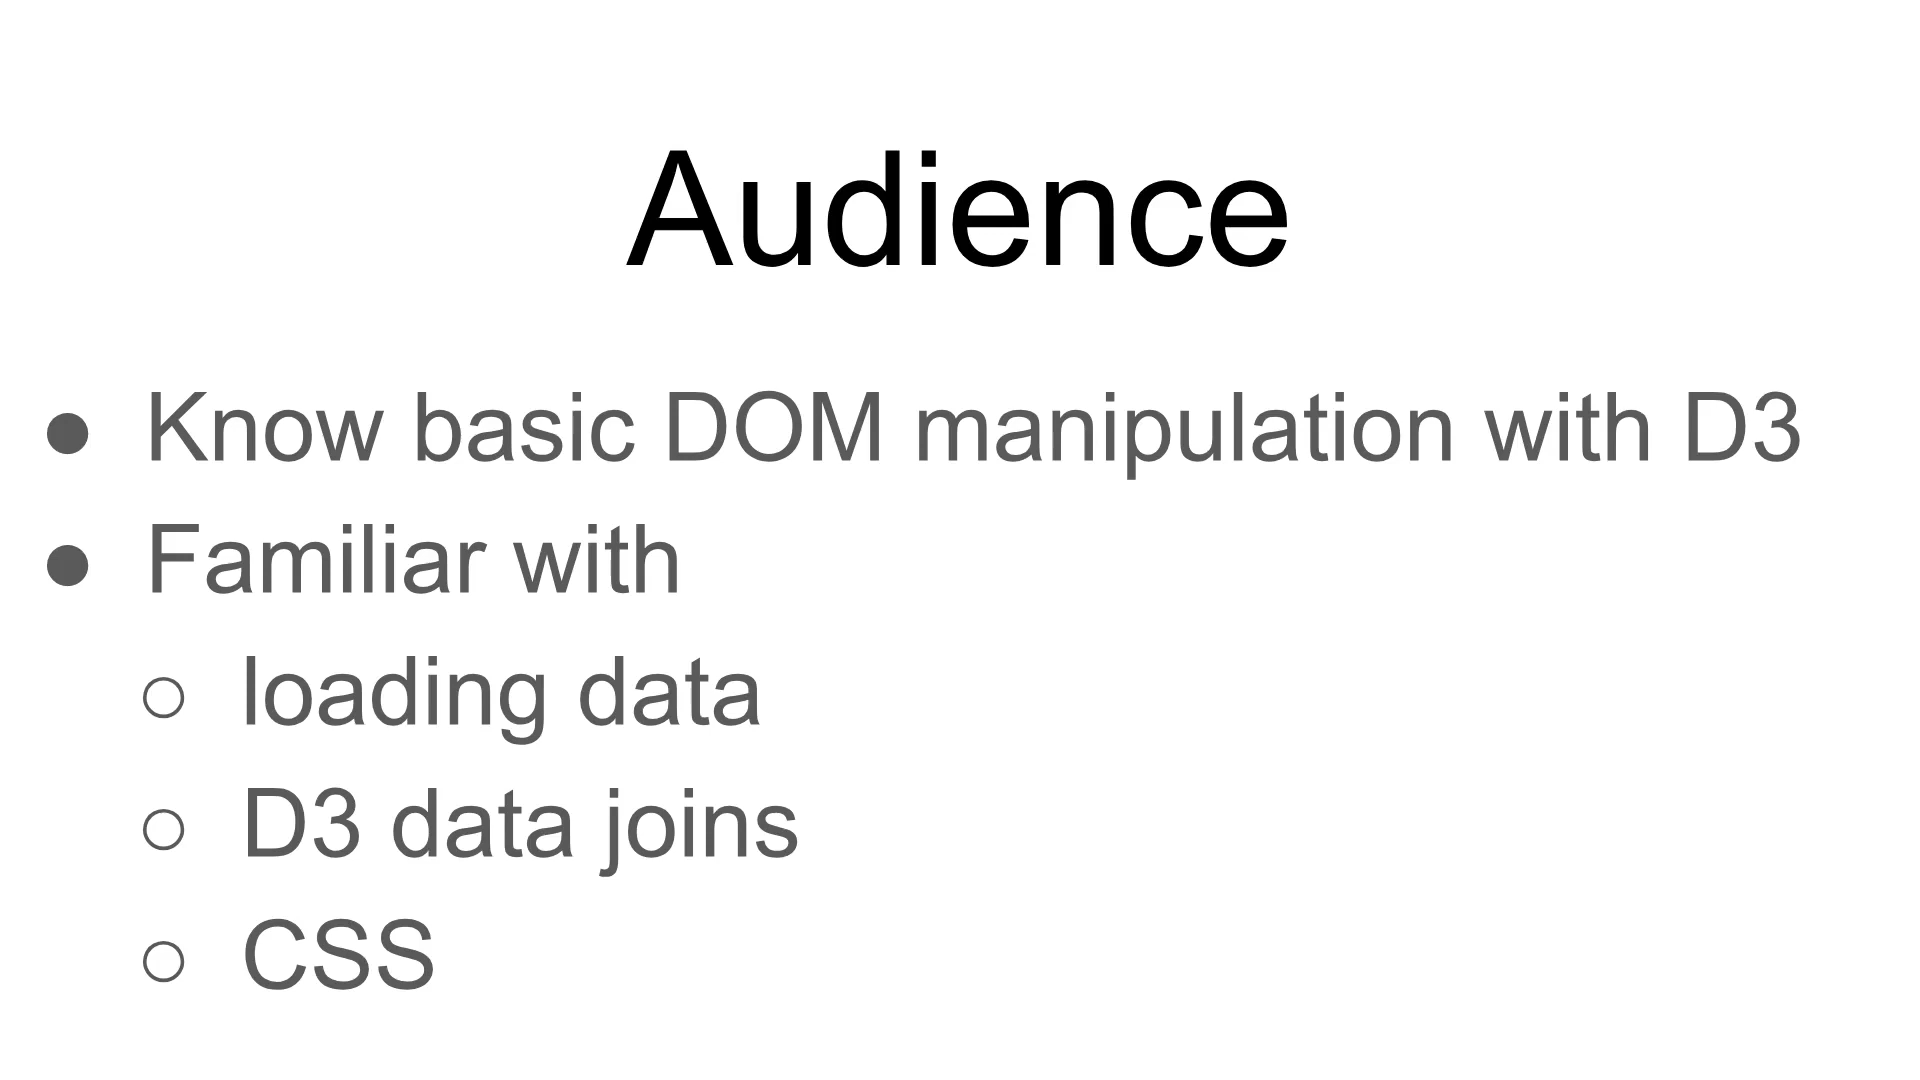 Audience
● Know basic DOM manipulation with D3
● Familiar with
○ loading data
○ D3 data joins
○ CSS